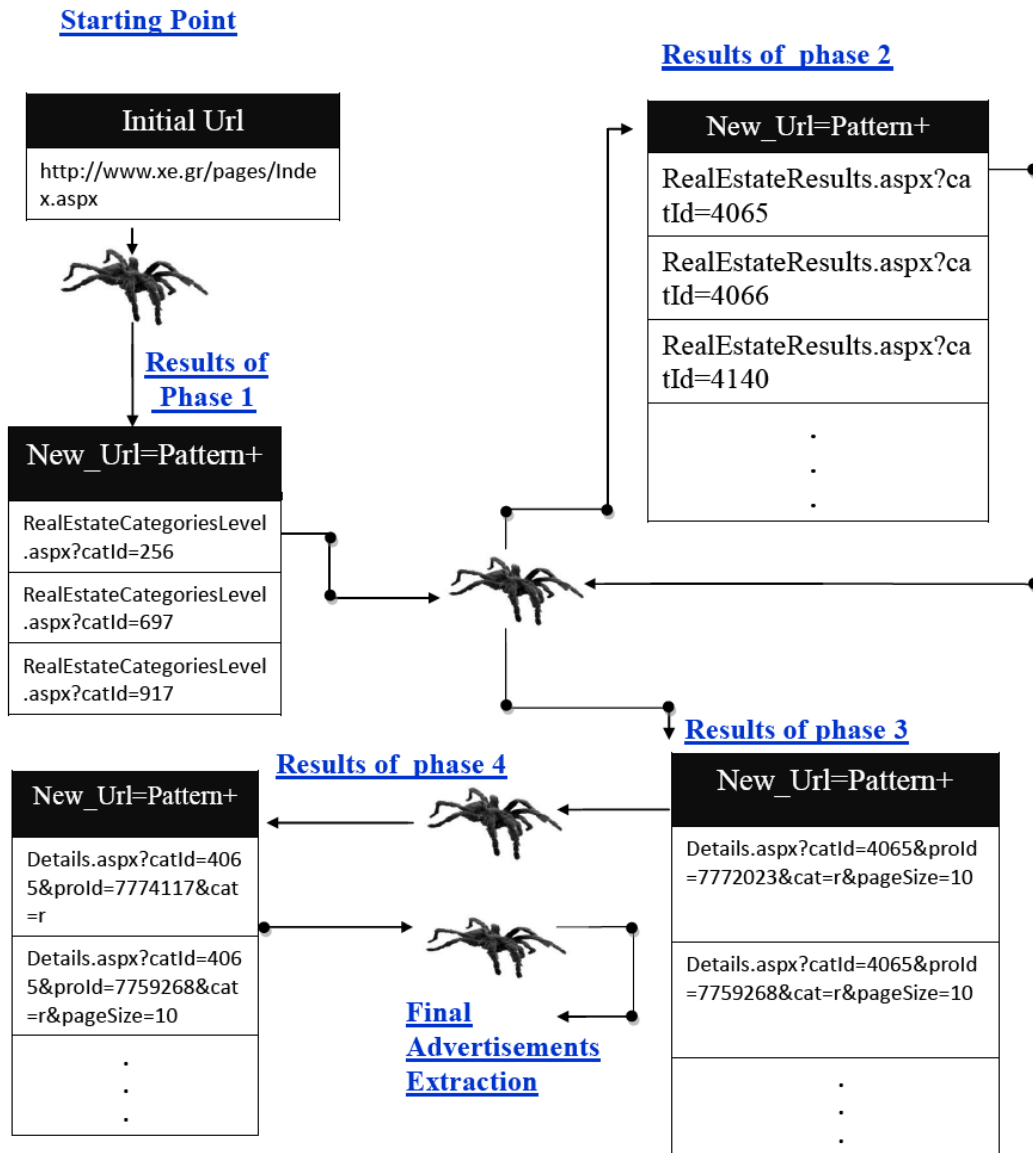 Starting Point
Initial Url
http://www.xe.gr/pages/Inde
x.aspx
Results of
Phase 1
New_Url=Pattern+
RealEstateCategoriesLevel
.aspx?catId=256
RealEstateCategoriesLevel
.aspx?catId=697
RealEstateCategoriesLevel
.aspx?catId=917
Results of phase 2
New_Url=Pattern+
RealEstateResults.aspx?ca
tId=4065
RealEstateResults.aspx?ca
tId=4066
RealEstateResults.aspx?ca
tId=4140
.
.
.
Results of phase 3
New_Url=Pattern+
Details.aspx?catId=4065&proId
=7772023&cat=r&pageSize=10
Details.aspx?catId=4065&proId
=7759268&cat=r&pageSize=10
.
.
.
Results of phase 4
New_Url=Pattern+
Details.aspx?catId=406
5&proId=7774117&cat
=r
Details.aspx?catId=406
5&proId=7759268&cat
=r&pageSize=10
.
.
.
Final
Advertisements
Extraction